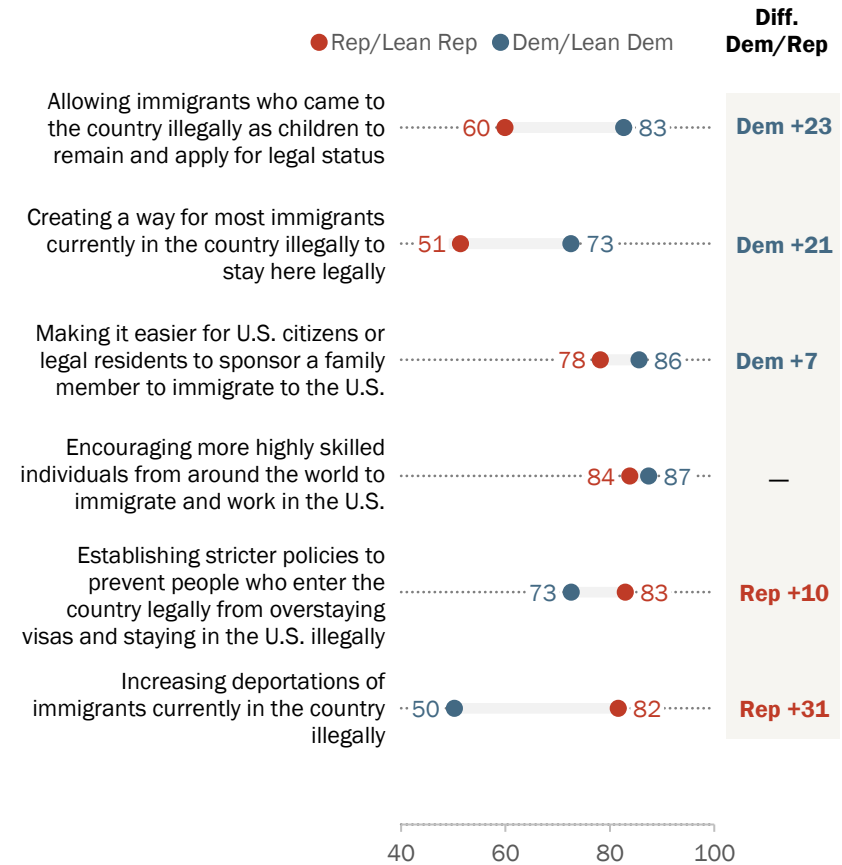 Diff.
Dem/Rep
Rep/Lean Rep Dem/Lean Dem
Allowing immigrants who came to
the country illegally as children to
remain and apply for legal status
60 83 Dem +23
Creating a way for most immigrants
currently in the country illegally to
stay here legally
51 73 Dem +21
Making it easier for U.S. citizens or
legal residents to sponsor a family
member to immigrate to the U.S.
78 86 Dem +7
Encouraging more highly skilled
individuals from around the world to
immigrate and work in the U.S.
84 87 —
Establishing stricter policies to
prevent people who enter the
country legally from overstaying
visas and staying in the U.S. illegally
73 83 Rep +10
Increasing deportations of
immigrants currently in the country
illegally
50 82 Rep +31
40 60 80 100